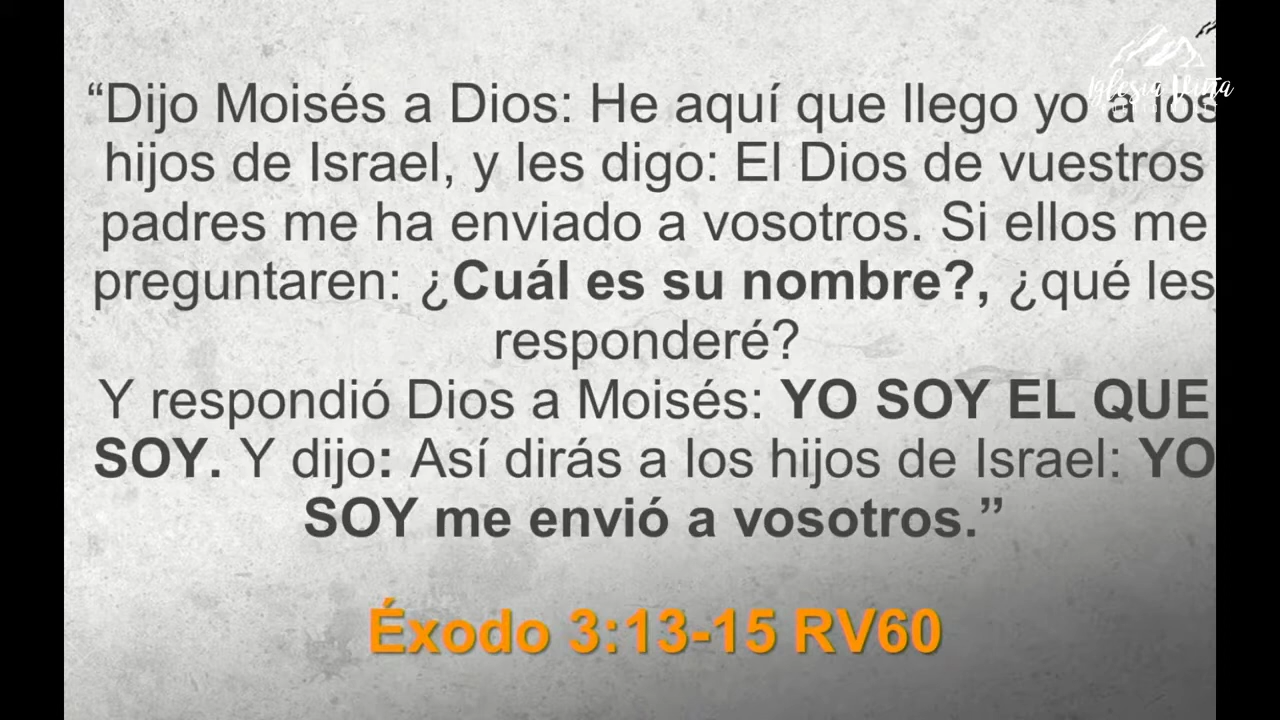 “Dijo Moisés a Dios: He aquí que llego yo a los
hijos de Israel, y les digo: El Dios de vuestros
padres me ha enviado a vosotros. Si ellos me
preguntaren: ¿Cuál es su nombre?, ¿qué les
responderé?
Y respondió Dios a Moisés: YO SOY EL QUE
SOY. Y dijo: Así dirás a los hijos de Israel: YO
SOY me envió a vosotros.”
Éxodo 3:13-15 RV60
Iglesia Viña